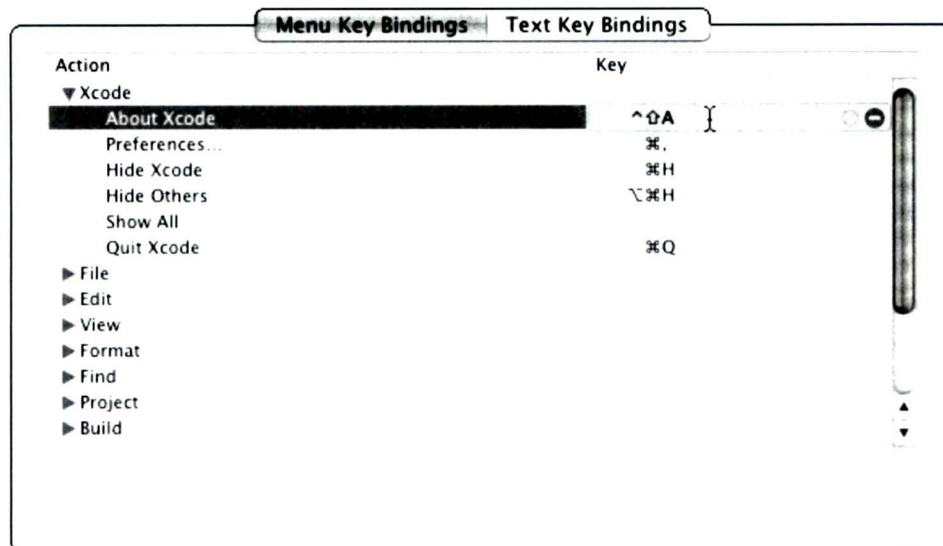 Menu Key Bindings Text Key Bindings
Action Key
▼ Xcode
About Xcode ^⇧A
Preferences... ⌘,
Hide Xcode ⌘H
Hide Others ⌥⌘H
Show All
Quit Xcode ⌘Q
▶ File
▶ Edit
▶ View
▶ Format
▶ Find
▶ Project
▶ Build